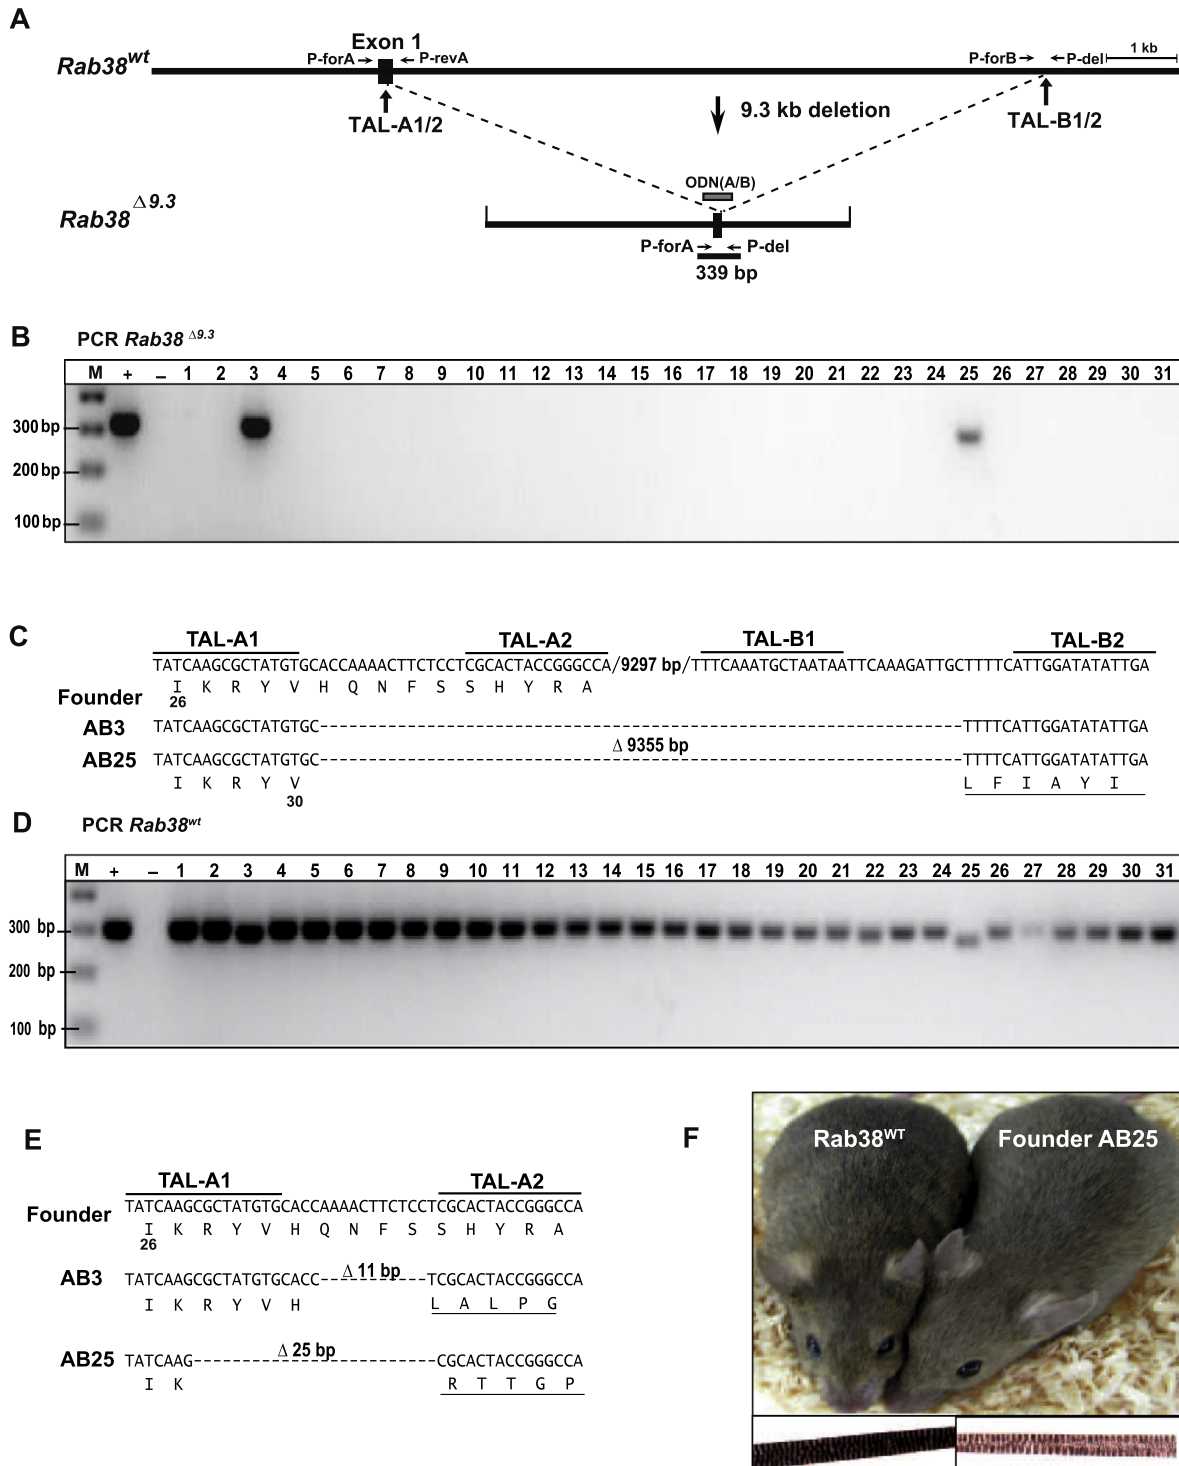 A
Exon 1
Rab38wt
P-forA
P-revA
P-forB
P-del
1 kb
TAL-A1/2
9.3 kb deletion
TAL-B1/2
ODN(A/B)
Rab38 Δ9.3
P-forA
P-del
339 bp
B
PCR Rab38 Δ9.3
M + – 1 2 3 4 5 6 7 8 9 10 11 12 13 14 15 16 17 18 19 20 21 22 23 24 25 26 27 28 29 30 31
300 bp
200 bp
100 bp
C
TAL-A1 TAL-A2 TAL-B1 TAL-B2
TATCAAGCGCTATGTGCACCAAAACTTCTCCTCGCACTACCGGGCCA/9297 bp/TTTCAAATGCTAATAATTCAAAGATTGCTTTTCATTGGATATATTGA
I K R Y V H Q N F S S H Y R A
Founder
26
AB3 TATCAAGCGCTATGTGC TTTTCATTGGATATATTGA
Δ 9355 bp
AB25 TATCAAGCGCTATGTGC TTTTCATTGGATATATTGA
I K R Y V L F I A Y I
30
D
PCR Rab38wt
M + – 1 2 3 4 5 6 7 8 9 10 11 12 13 14 15 16 17 18 19 20 21 22 23 24 25 26 27 28 29 30 31
300 bp
200 bp
100 bp
E
TAL-A1 TAL-A2
TATCAAGCGCTATGTGCACCAAAACTTCTCCTCGCACTACCGGGCCA
Founder
I K R Y V H Q N F S S H Y R A
26
Δ 11 bp
AB3 TATCAAGCGCTATGTGCACC TCGCACTACCGGGCCA
I K R Y V H L A L P G
Δ 25 bp
AB25 TATCAAG CGCACTACCGGGCCA
I K R T T G P
F
Rab38WT
Founder AB25